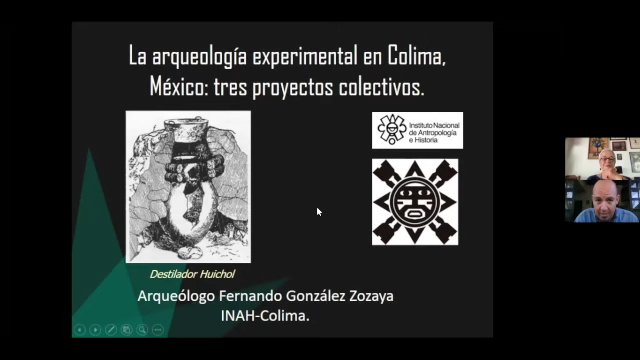 La arqueología experimental en Colima,
México: tres proyectos colectivos.
Instituto Nacional
de Antropología
e Historia
Destilador Huichol
Arqueólogo Fernando González Zozaya
INAH-Colima.